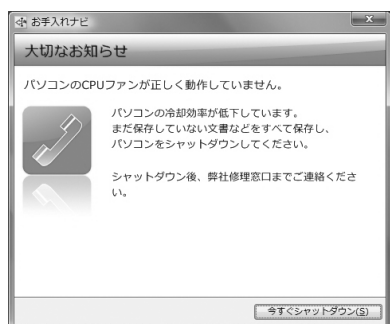 お手入れナビ
大切なお知らせ
パソコンのCPUファンが正しく動作していません。
パソコンの冷却効率が低下しています。
まだ保存していない文書などをすべて保存し、
パソコンをシャットダウンしてください。
シャットダウン後、弊社修理窓口までご連絡くださ
い。
今すぐシャットダウン(S)